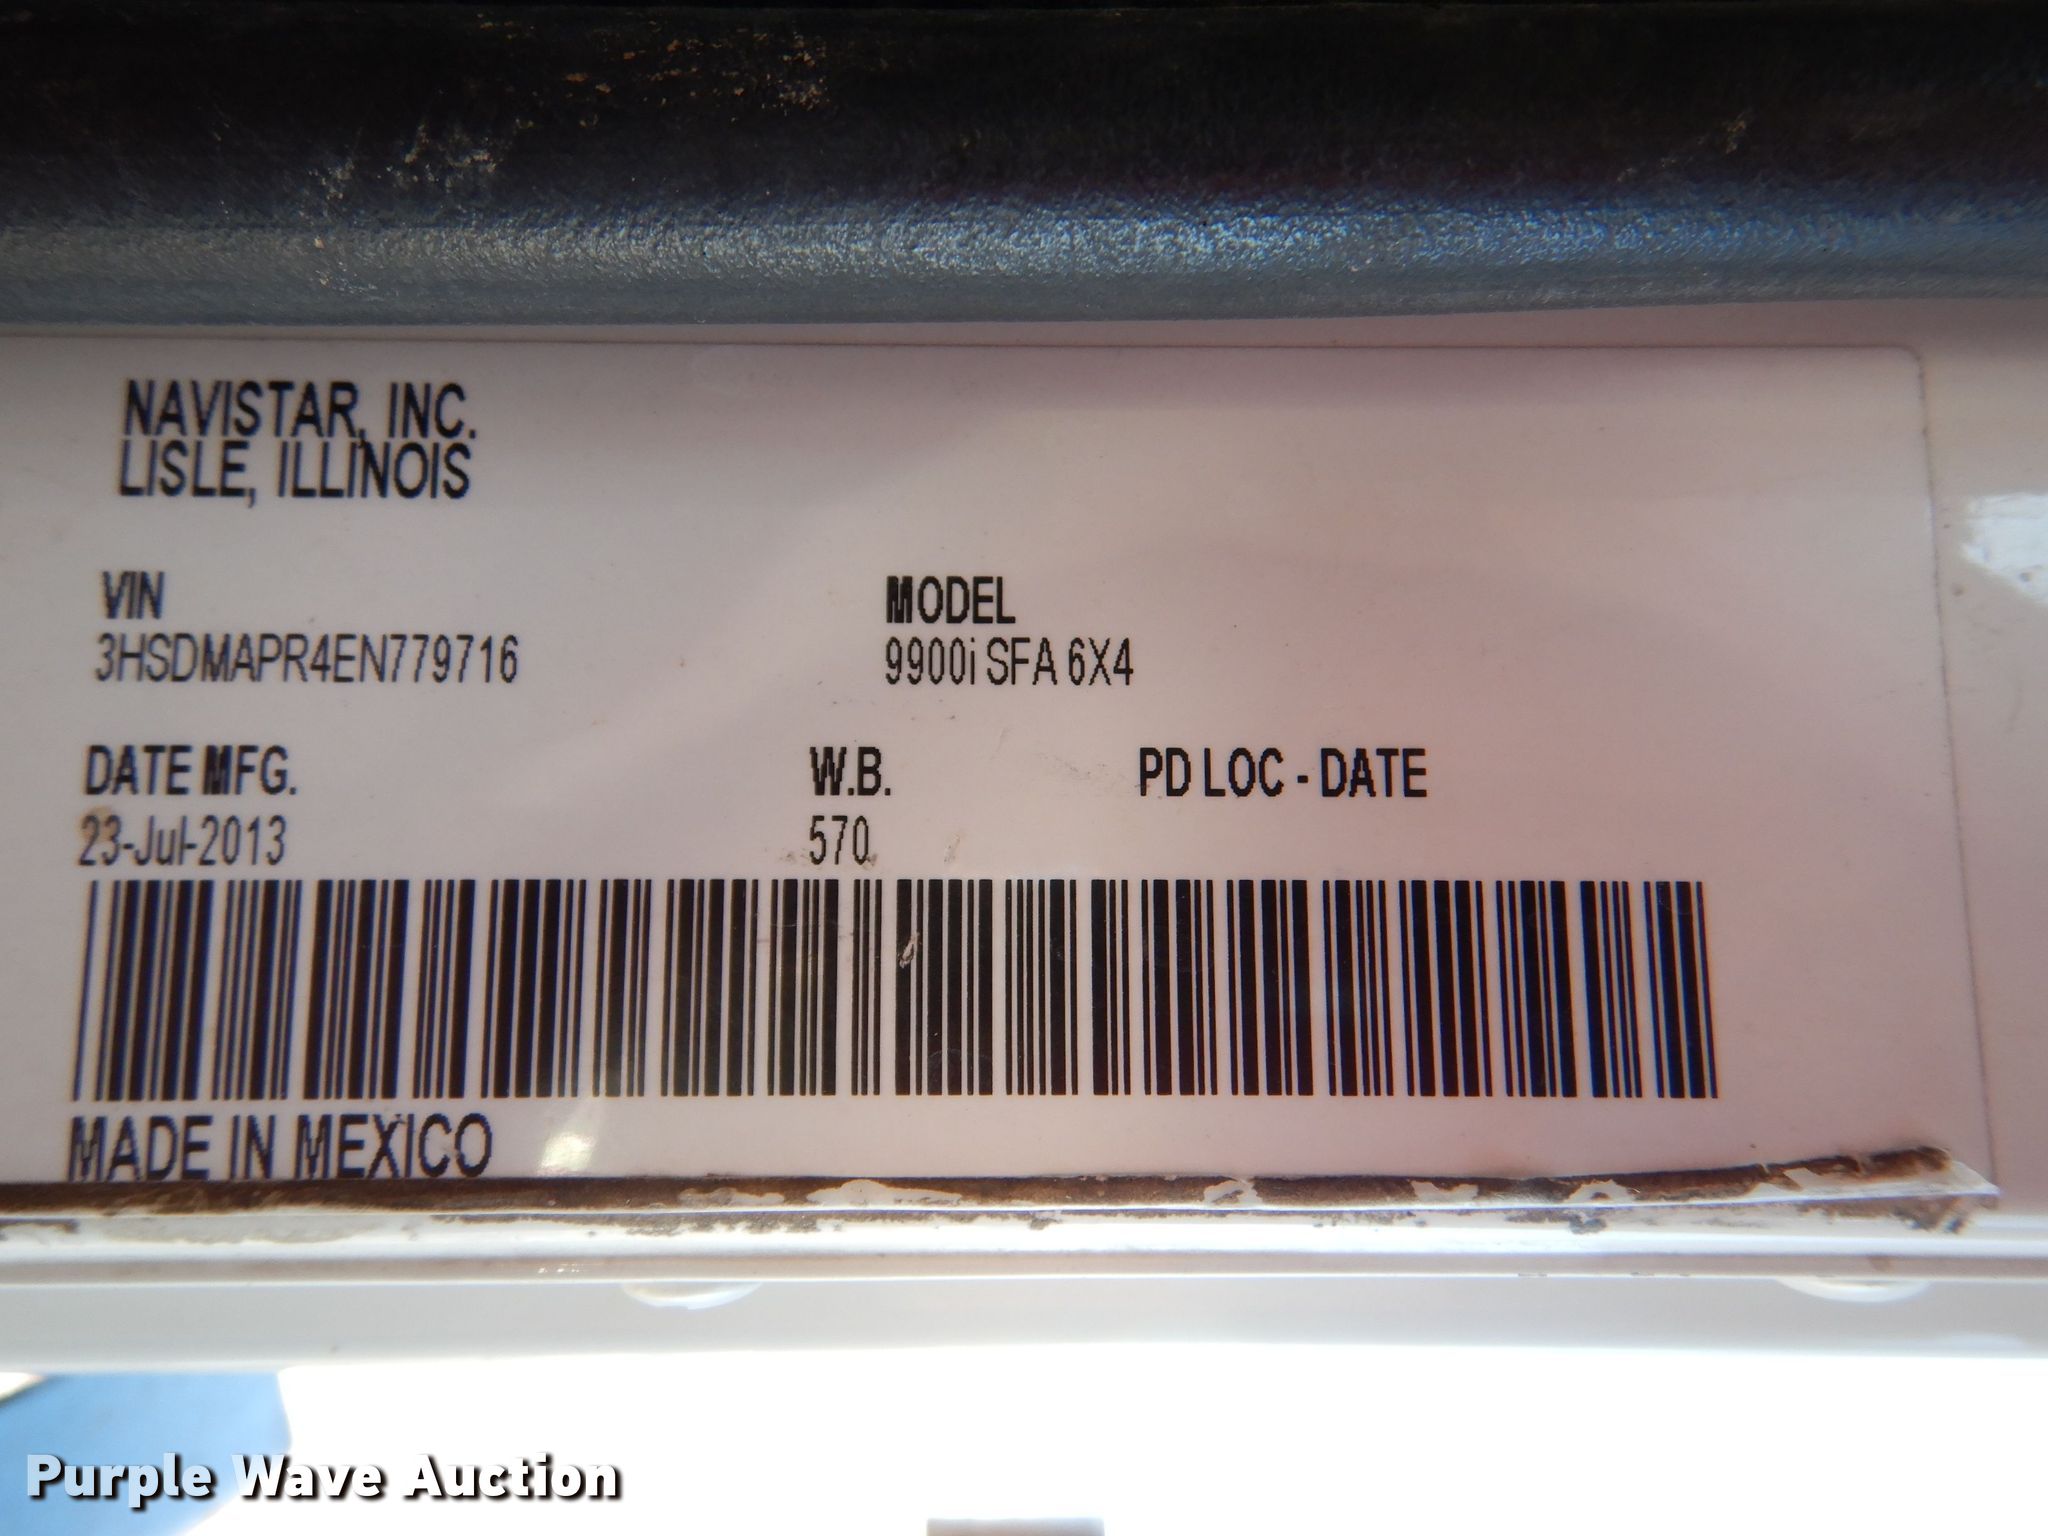 NAVISTAR, INC.
LISLE, ILLINOIS
VIN MODEL
3HSDMAPR4EN779716 9900i SFA 6X4
DATE MFG. W.B. PD LOC - DATE
23-Jul-2013 570
MADE IN MEXICO
Purple Wave Auction